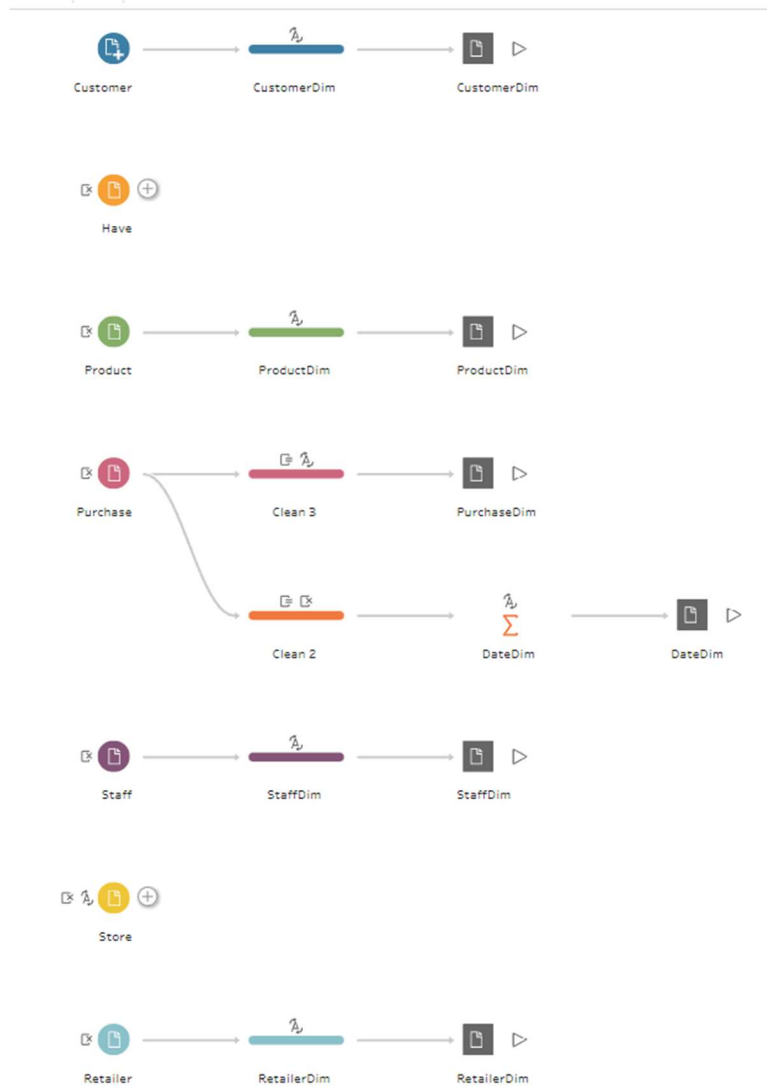 Customer CustomerDim CustomerDim
Have
Product ProductDim ProductDim
Purchase Clean 3 PurchaseDim
Clean 2 DateDim DateDim
Staff StaffDim StaffDim
Store
Retailer RetailerDim RetailerDim